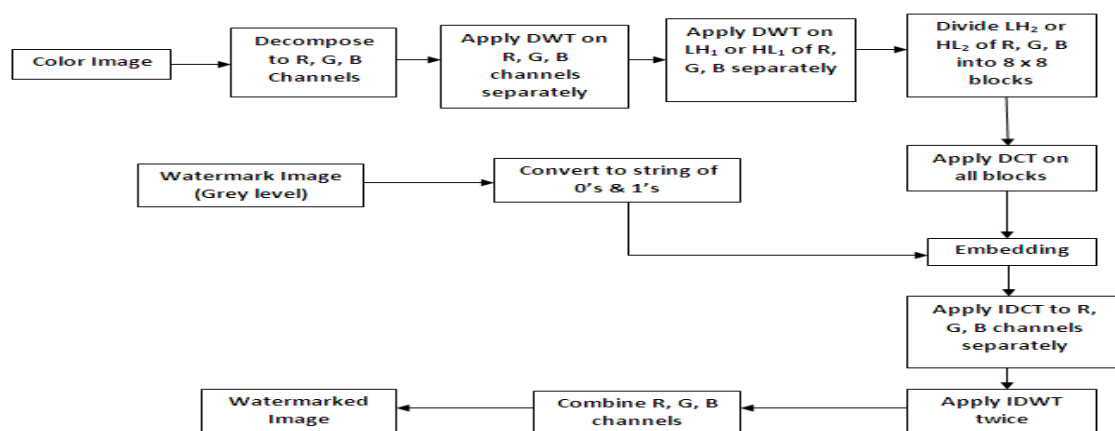 Color Image
Decompose
to R, G, B
Channels
Apply DWT on
R, G, B
channels
separately
Apply DWT on
LH₁ or HL₁ of R,
G, B separately
Divide LH₂ or
HL₂ of R, G, B
into 8 x 8
blocks
Watermark Image
(Grey level)
Convert to string of
0's & 1's
Apply DCT on
all blocks
Embedding
Apply IDCT to R,
G, B channels
separately
Watermarked
Image
Combine R, G, B
channels
Apply IDWT
twice